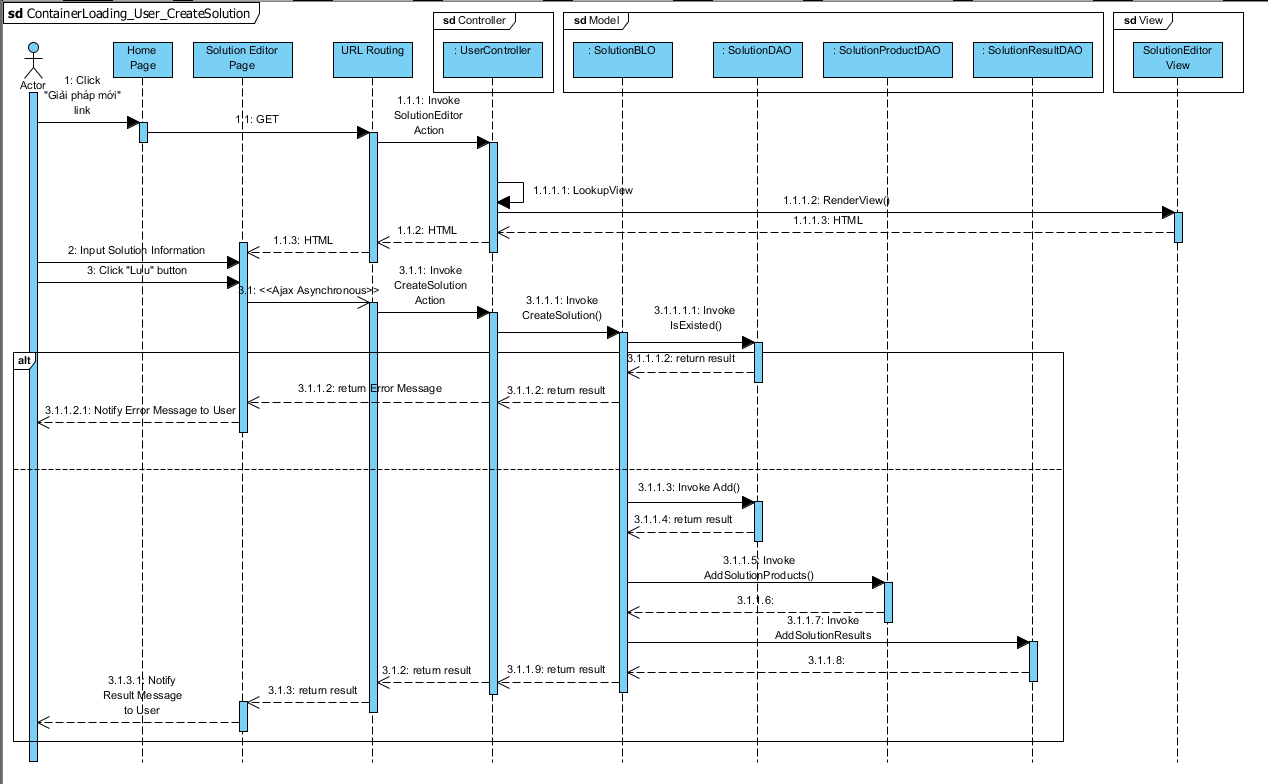 sd ContainerLoading_User_CreateSolution
sd Controller
sd Model
sd View
Actor
Home
Page
Solution Editor
Page
URL Routing
: UserController
: SolutionBLO
: SolutionDAO
: SolutionProductDAO
: SolutionResultDAO
SolutionEditor
View
1: Click
"Giải pháp mới"
link
1.1: GET
1.1.1: Invoke
SolutionEditor
Action
1.1.1.1: LookupView
1.1.1.2: RenderView()
1.1.1.3: HTML
1.1.2: HTML
1.1.3: HTML
2: Input Solution Information
3: Click "Lưu" button
3.1: <<Ajax Asynchronous>>
3.1.1: Invoke
CreateSolution
Action
3.1.1.1: Invoke
CreateSolution()
3.1.1.1.1: Invoke
IsExisted()
alt
3.1.1.1.2: return result
3.1.1.2: return result
3.1.1.2: return Error Message
3.1.1.2.1: Notify Error Message to User
3.1.1.3: Invoke Add()
3.1.1.4: return result
3.1.1.5: Invoke
AddSolutionProducts()
3.1.1.6:
3.1.1.7: Invoke
AddSolutionResults
3.1.1.8:
3.1.1.9: return result
3.1.2: return result
3.1.3: return result
3.1.3.1: Notify
Result Message
to User